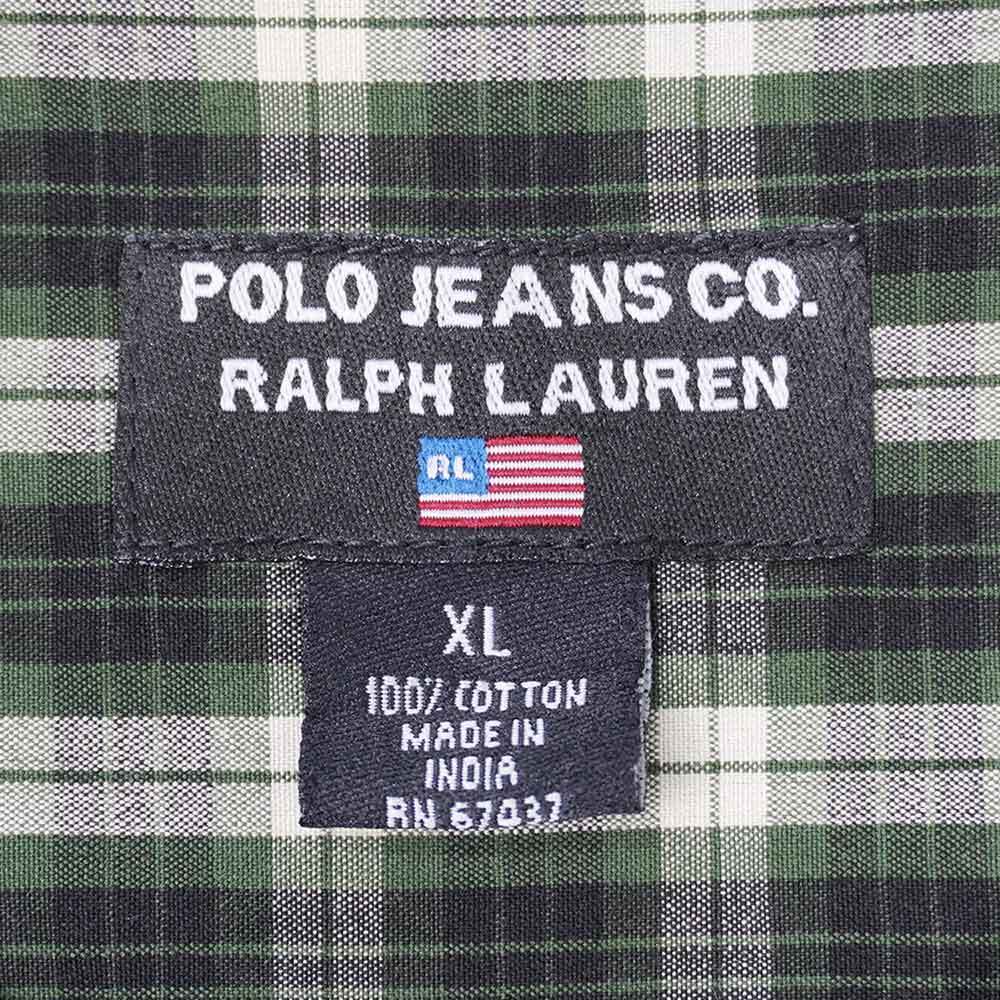 POLO JEANS CO.
RALPH LAUREN
RL
XL
100% COTTON
MADE IN
INDIA
RN 67037